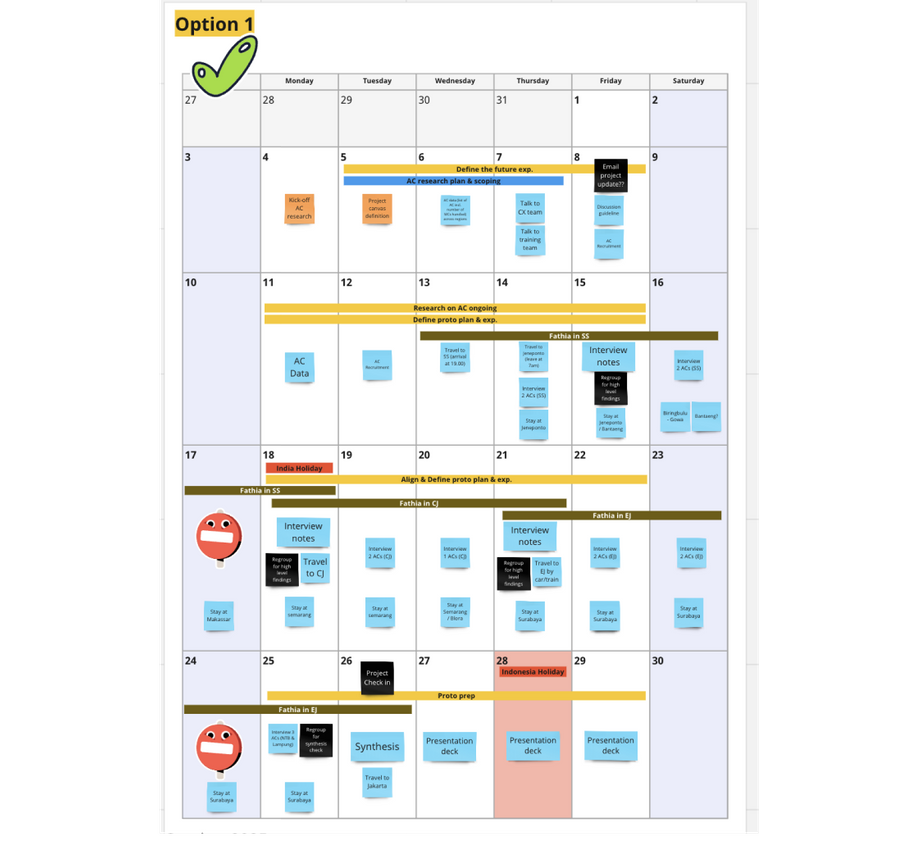 Option 1
Monday Tuesday Wednesday Thursday Friday Saturday
27 28 29 30 31 1 2
3 4 5 6 7 8 9
Define the future exp.
AC research plan & scoping
Email
project
update??
Kick-off
AC
research
Project
canvas
definition
Talk to
CX team
Talk to
training
team
Discussion
guideline
AC
Recruitment
10 11 12 13 14 15 16
Research on AC ongoing
Define proto plan & exp.
Fathia in SS
AC
Data
AC
Recruitment
Travel to
SS (arrival
at 19.00)
Travel to
Jeneponto
(leave at
7am)
Interview
2 ACs (SS)
Stay at
Jeneponto
Interview
notes
Regroup
for high
level
findings
Stay at
Jeneponto
/ Bantaeng
Interview
2 ACs (SS)
Biringbulu
- Gowa
Bantaeng?
17 18 19 20 21 22 23
India Holiday
Align & Define proto plan & exp.
Fathia in SS
Fathia in CJ
Fathia in EJ
Stay at
Makassar
Interview
notes
Regroup
for high
level
findings
Travel
to CJ
Stay at
semarang
Interview
2 ACs (CJ)
Stay at
semarang
Interview
1 ACs (CJ)
Stay at
Semarang
/ Blora
Interview
notes
Regroup
for high
level
findings
Travel to
EJ by
car/train
Stay at
Surabaya
Interview
2 ACs (EJ)
Stay at
Surabaya
Interview
2 ACs (EJ)
Stay at
Surabaya
24 25 26 27 28 29 30
Project
Check in
Indonesia Holiday
Proto prep
Fathia in EJ
Stay at
Surabaya
Interview 3
ACs (NTB &
Lampung)
Regroup
for
synthesis
check
Stay at
Surabaya
Synthesis
Travel to
Jakarta
Presentation
deck
Presentation
deck
Presentation
deck